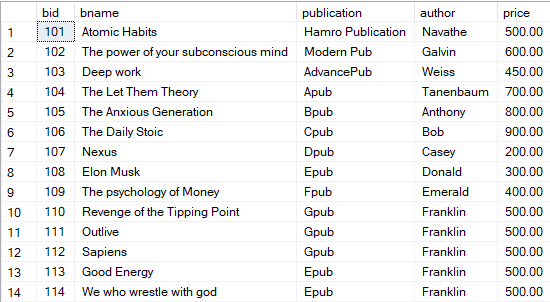 bid bname publication author price
1 101 Atomic Habits Hamro Publication Navathe 500.00
2 102 The power of your subconscious mind Modern Pub Galvin 600.00
3 103 Deep work AdvancePub Weiss 450.00
4 104 The Let Them Theory Apub Tanenbaum 700.00
5 105 The Anxious Generation Bpub Anthony 800.00
6 106 The Daily Stoic Cpub Bob 900.00
7 107 Nexus Dpub Casey 200.00
8 108 Elon Musk Epub Donald 300.00
9 109 The psychology of Money Fpub Emerald 400.00
10 110 Revenge of the Tipping Point Gpub Franklin 500.00
11 111 Outlive Gpub Franklin 500.00
12 112 Sapiens Gpub Franklin 500.00
13 113 Good Energy Epub Franklin 500.00
14 114 We who wrestle with god Epub Franklin 500.00